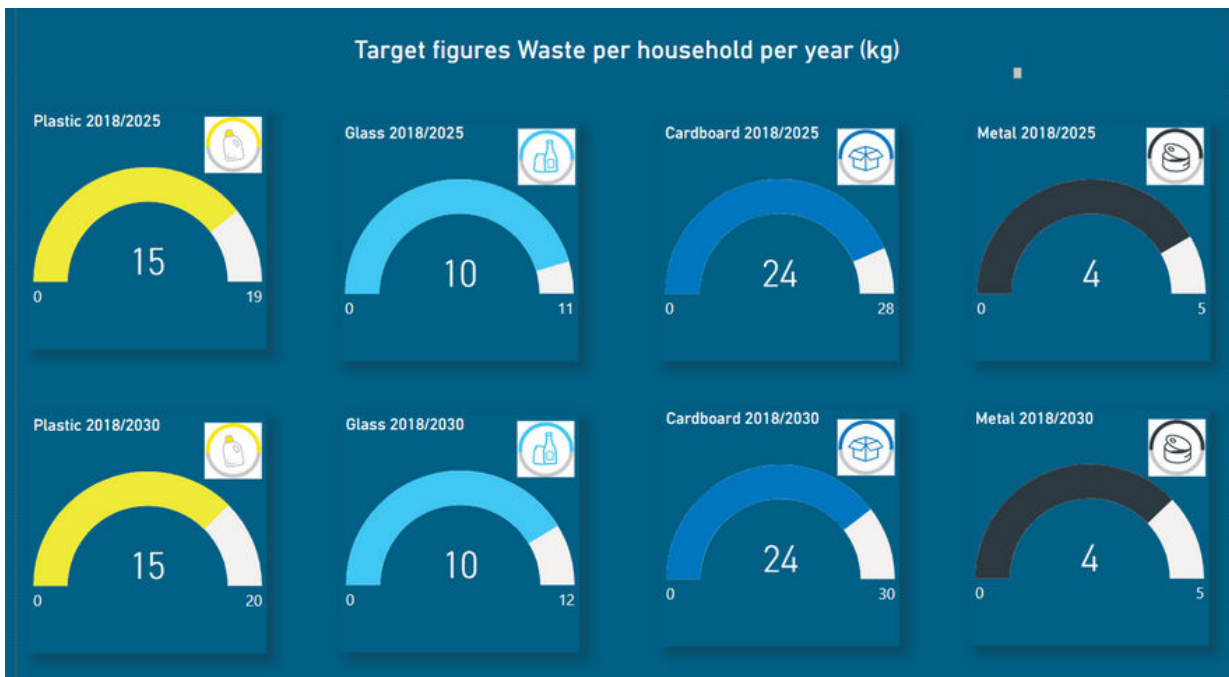 Target figures Waste per household per year (kg)
Plastic 2018/2025
15
0
19
Glass 2018/2025
10
0
11
Cardboard 2018/2025
24
0
28
Metal 2018/2025
4
0
5
Plastic 2018/2030
15
0
20
Glass 2018/2030
10
0
12
Cardboard 2018/2030
24
0
30
Metal 2018/2030
4
0
5